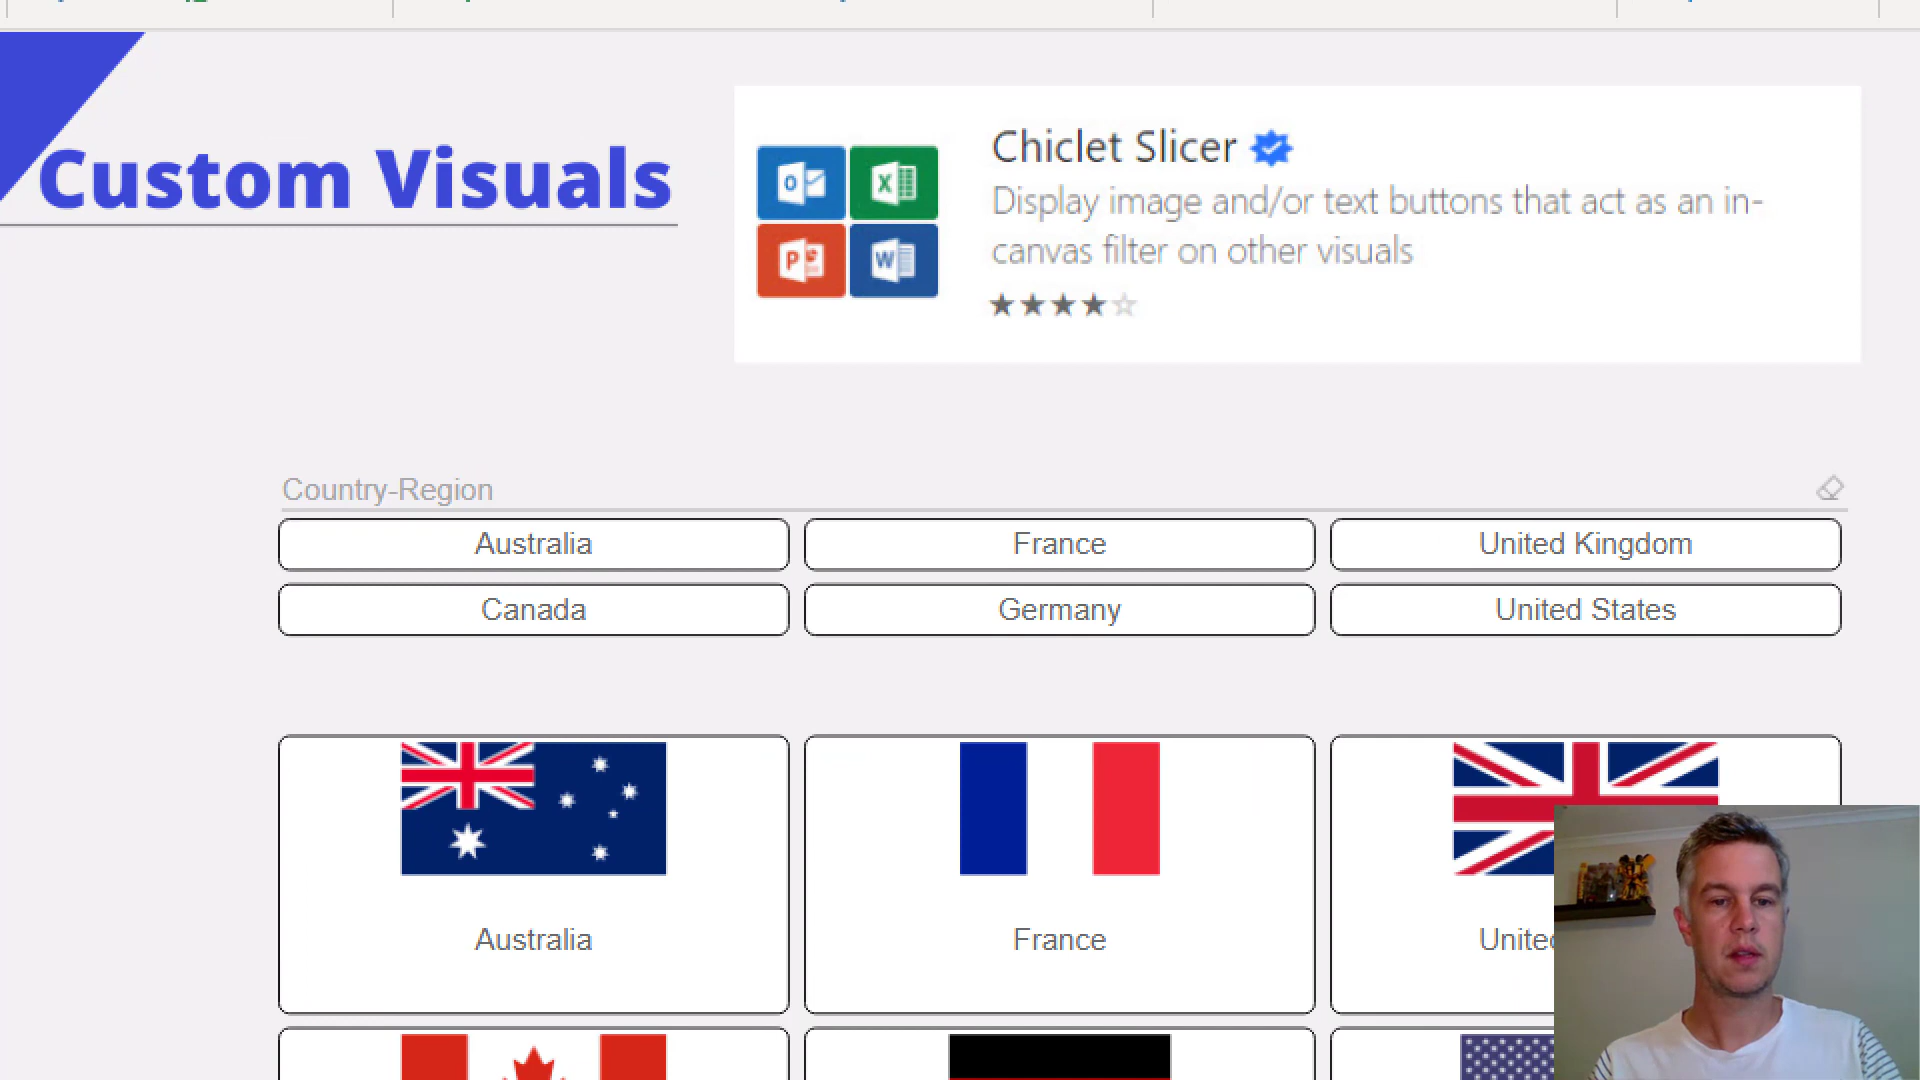 Custom Visuals
Chiclet Slicer
Display image and/or text buttons that act as an in-
canvas filter on other visuals
Country-Region
Australia
France
United Kingdom
Canada
Germany
United States
Australia
France